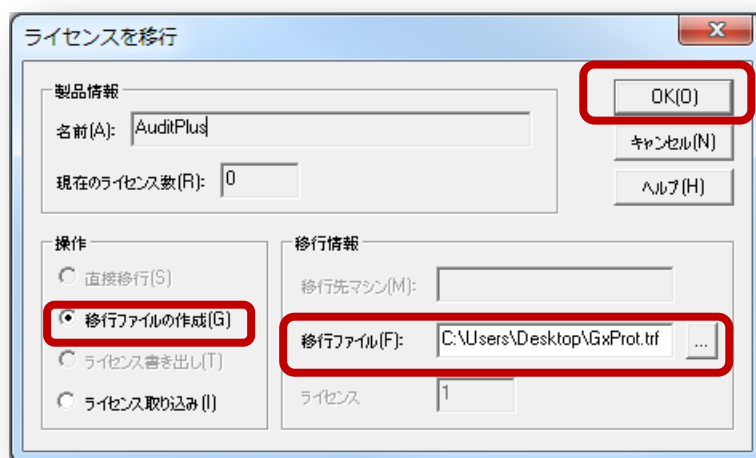 ライセンスを移行
製品情報
名前(A): AuditPlus
現在のライセンス数(R): 0
OK(O)
キャンセル(N)
ヘルプ(H)
操作
直接移行(S)
移行ファイルの作成(G)
ライセンス書き出し(T)
ライセンス取り込み(I)
移行情報
移行先マシン(M):
移行ファイル(F): C:\Users\Desktop\GxProt.trf ...
ライセンス 1